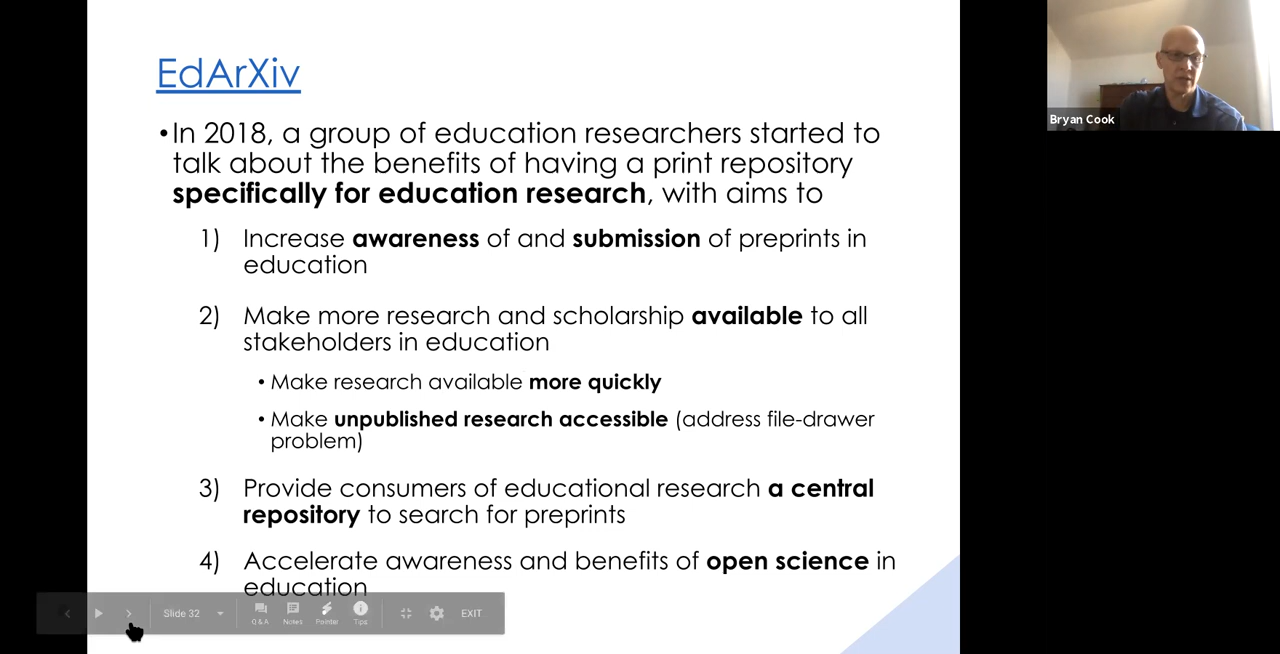 EdArXiv
•In 2018, a group of education researchers started to
talk about the benefits of having a print repository
specifically for education research, with aims to
1) Increase awareness of and submission of preprints in
education
2) Make more research and scholarship available to all
stakeholders in education
• Make research available more quickly
• Make unpublished research accessible (address file-drawer
problem)
3) Provide consumers of educational research a central
repository to search for preprints
4) Accelerate awareness and benefits of open science in
education
Slide 32
Q & A
Notes
Pointer
Tips
EXIT
Bryan Cook